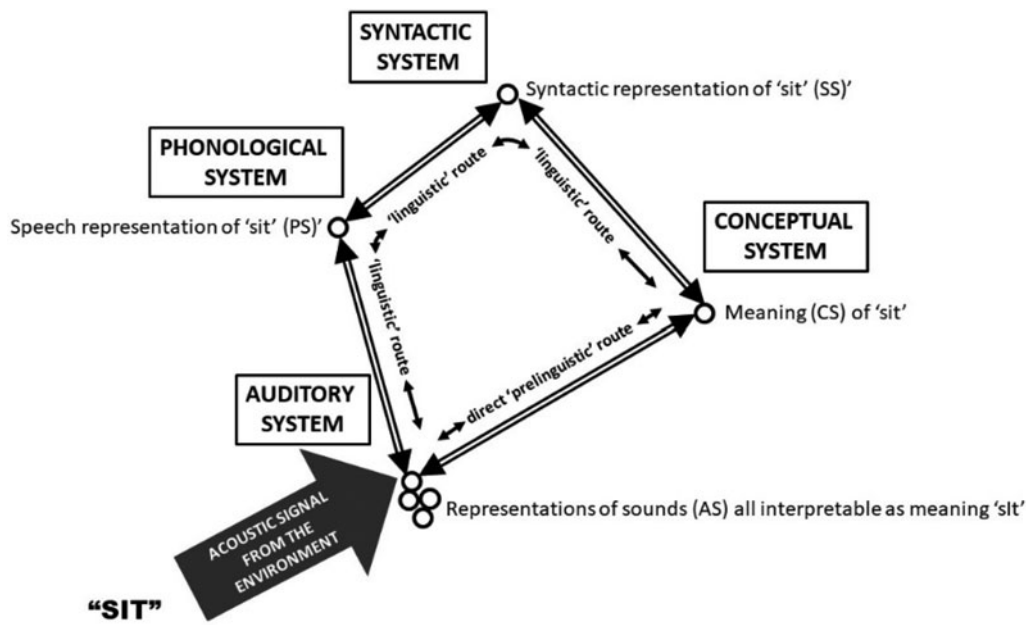 SYNTACTIC
SYSTEM
Syntactic representation of ‘sit’ (SS)’
PHONOLOGICAL
SYSTEM
‘linguistic’ route
‘linguistic’ route
Speech representation of ‘sit’ (PS)’
CONCEPTUAL
SYSTEM
‘linguistic’ route
Meaning (CS) of ‘sit’
direct ‘prelinguistic’ route
AUDITORY
SYSTEM
Representations of sounds (AS) all interpretable as meaning ‘sIt’
ACOUSTIC SIGNAL
FROM THE
ENVIRONMENT
“SIT”